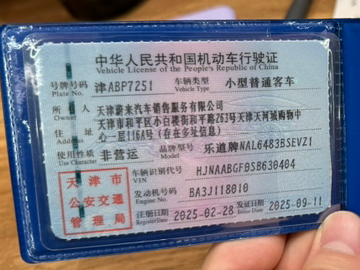 中华人民共和国机动车行驶证
Vehicle License of the People's Republic of China
号牌号码 津ABP7251 车辆类型 小型普通客车
Plate No. Vehicle Type
所有人 天津蔚来汽车销售服务有限公司
Owner
住址 天津市和平区小白楼街和平路263号天津天河城购物中
Address 心一层116A号(存在多址信息)
使用性质 非营运 品牌型号 乐道牌NAL6483BSEVZ1
Use Character Model
车辆识别代号 HJNAABGF0SB630404
VIN
发动机号码 BA3J118010
Engine No.
注册日期 2025-02-28 发证日期 2025-09-11
Register Date Issue Date
天津市
公安交通
管理局